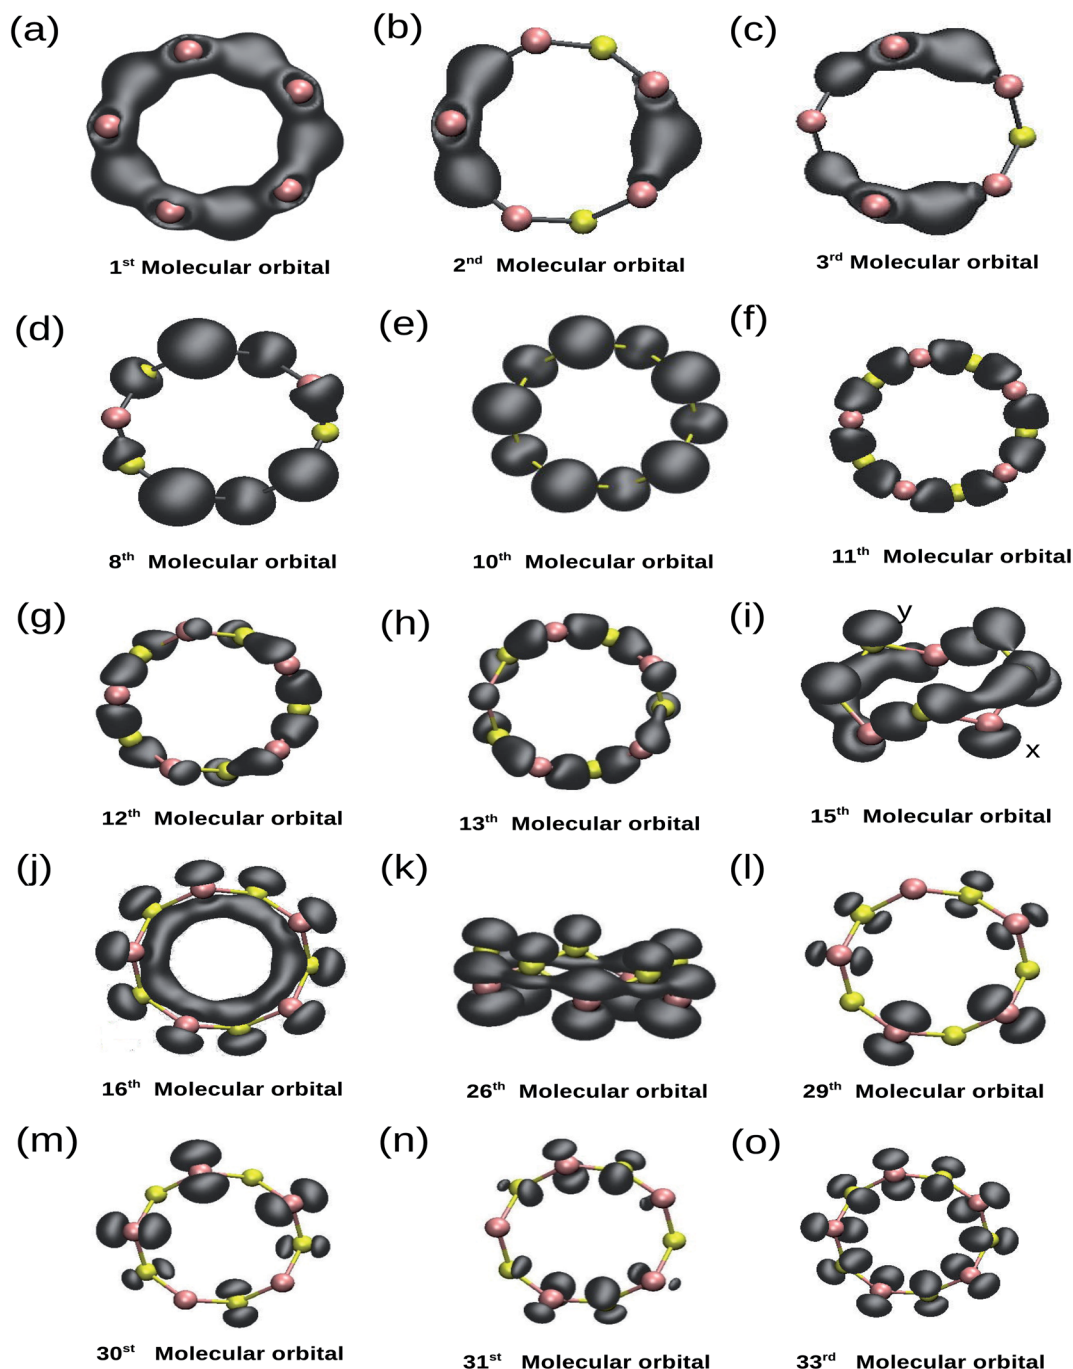 (a) (b) (c)
1st Molecular orbital 2nd Molecular orbital 3rd Molecular orbital
(d) (e) (f)
8th Molecular orbital 10th Molecular orbital 11th Molecular orbital
(g) (h) (i)
y
x
12th Molecular orbital 13th Molecular orbital 15th Molecular orbital
(j) (k) (l)
16th Molecular orbital 26th Molecular orbital 29th Molecular orbital
(m) (n) (o)
30st Molecular orbital 31st Molecular orbital 33rd Molecular orbital